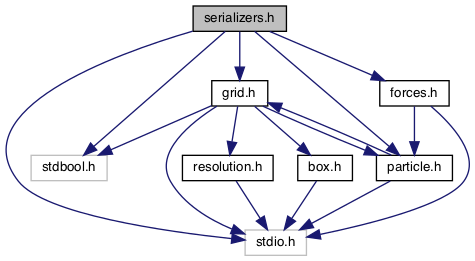 serializers.h
grid.h
forces.h
stdbool.h
resolution.h
box.h
particle.h
stdio.h